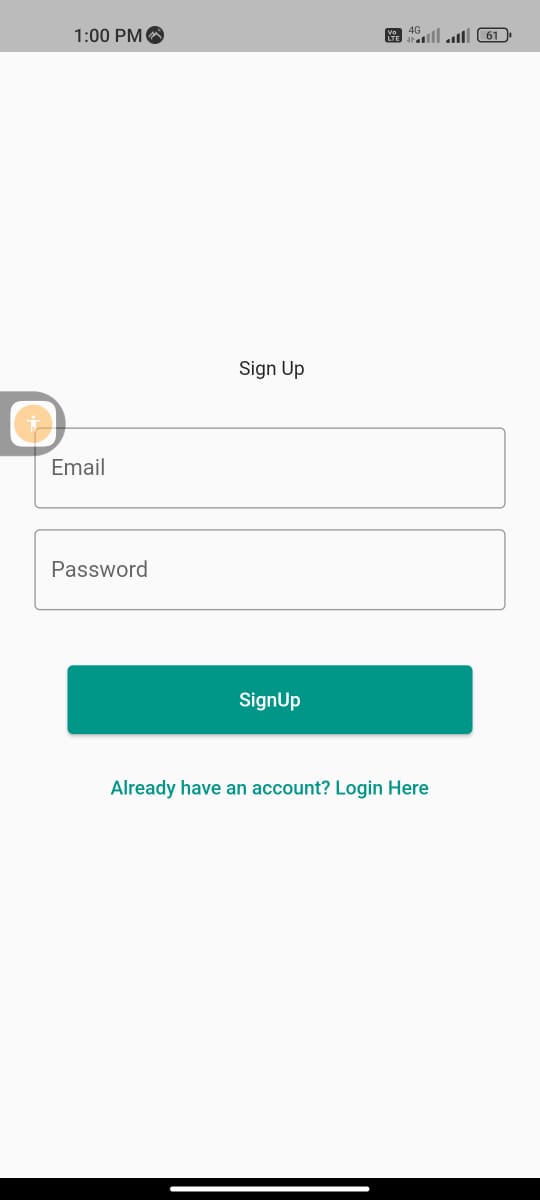 1:00 PM
Vo LTE
4G
61
Sign Up
Email
Password
SignUp
Already have an account? Login Here